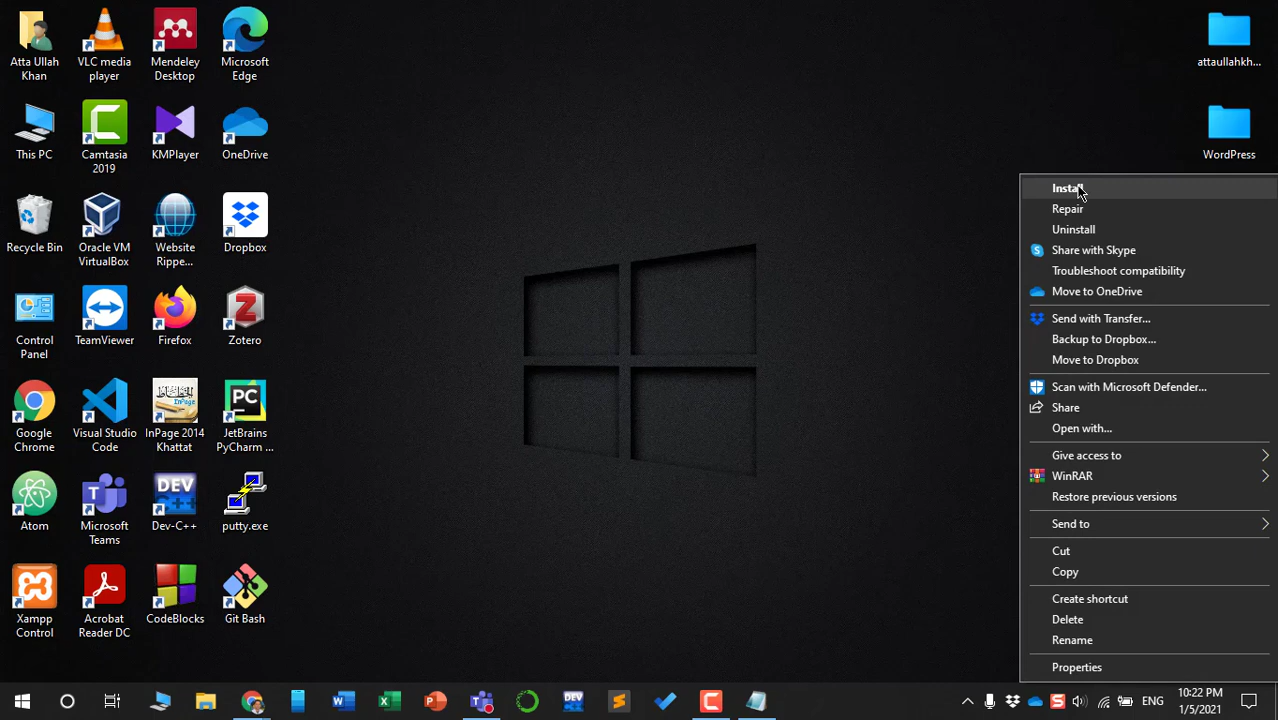 Atta Ullah
Khan
VLC media
player
Mendeley
Desktop
Microsoft
Edge
This PC
Camtasia
2019
KMPlayer
OneDrive
Recycle Bin
Oracle VM
VirtualBox
Website
Rippe...
Dropbox
Control
Panel
TeamViewer
Firefox
Zotero
Google
Chrome
Visual Studio
Code
InPage 2014
Khattat
JetBrains
PyCharm ...
Atom
Microsoft
Teams
Dev-C++
putty.exe
Xampp
Control
Acrobat
Reader DC
CodeBlocks
Git Bash
attaullahkh...
WordPress
Install
Repair
Uninstall
Share with Skype
Troubleshoot compatibility
Move to OneDrive
Send with Transfer...
Backup to Dropbox...
Move to Dropbox
Scan with Microsoft Defender...
Share
Open with...
Give access to
WinRAR
Restore previous versions
Send to
Cut
Copy
Create shortcut
Delete
Rename
Properties
ENG
10:22 PM
1/5/2021